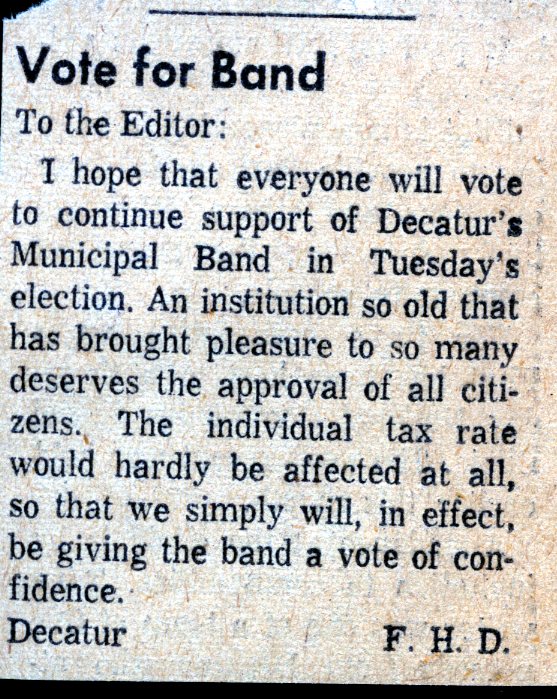 Vote for Band
To the Editor:
I hope that everyone will vote
to continue support of Decatur's
Municipal Band in Tuesday's
election. An institution so old that
has brought pleasure to so many
deserves the approval of all citi-
zens. The individual tax rate
would hardly be affected at all,
so that we simply will, in effect,
be giving the band a vote of con-
fidence.
Decatur F. H. D.